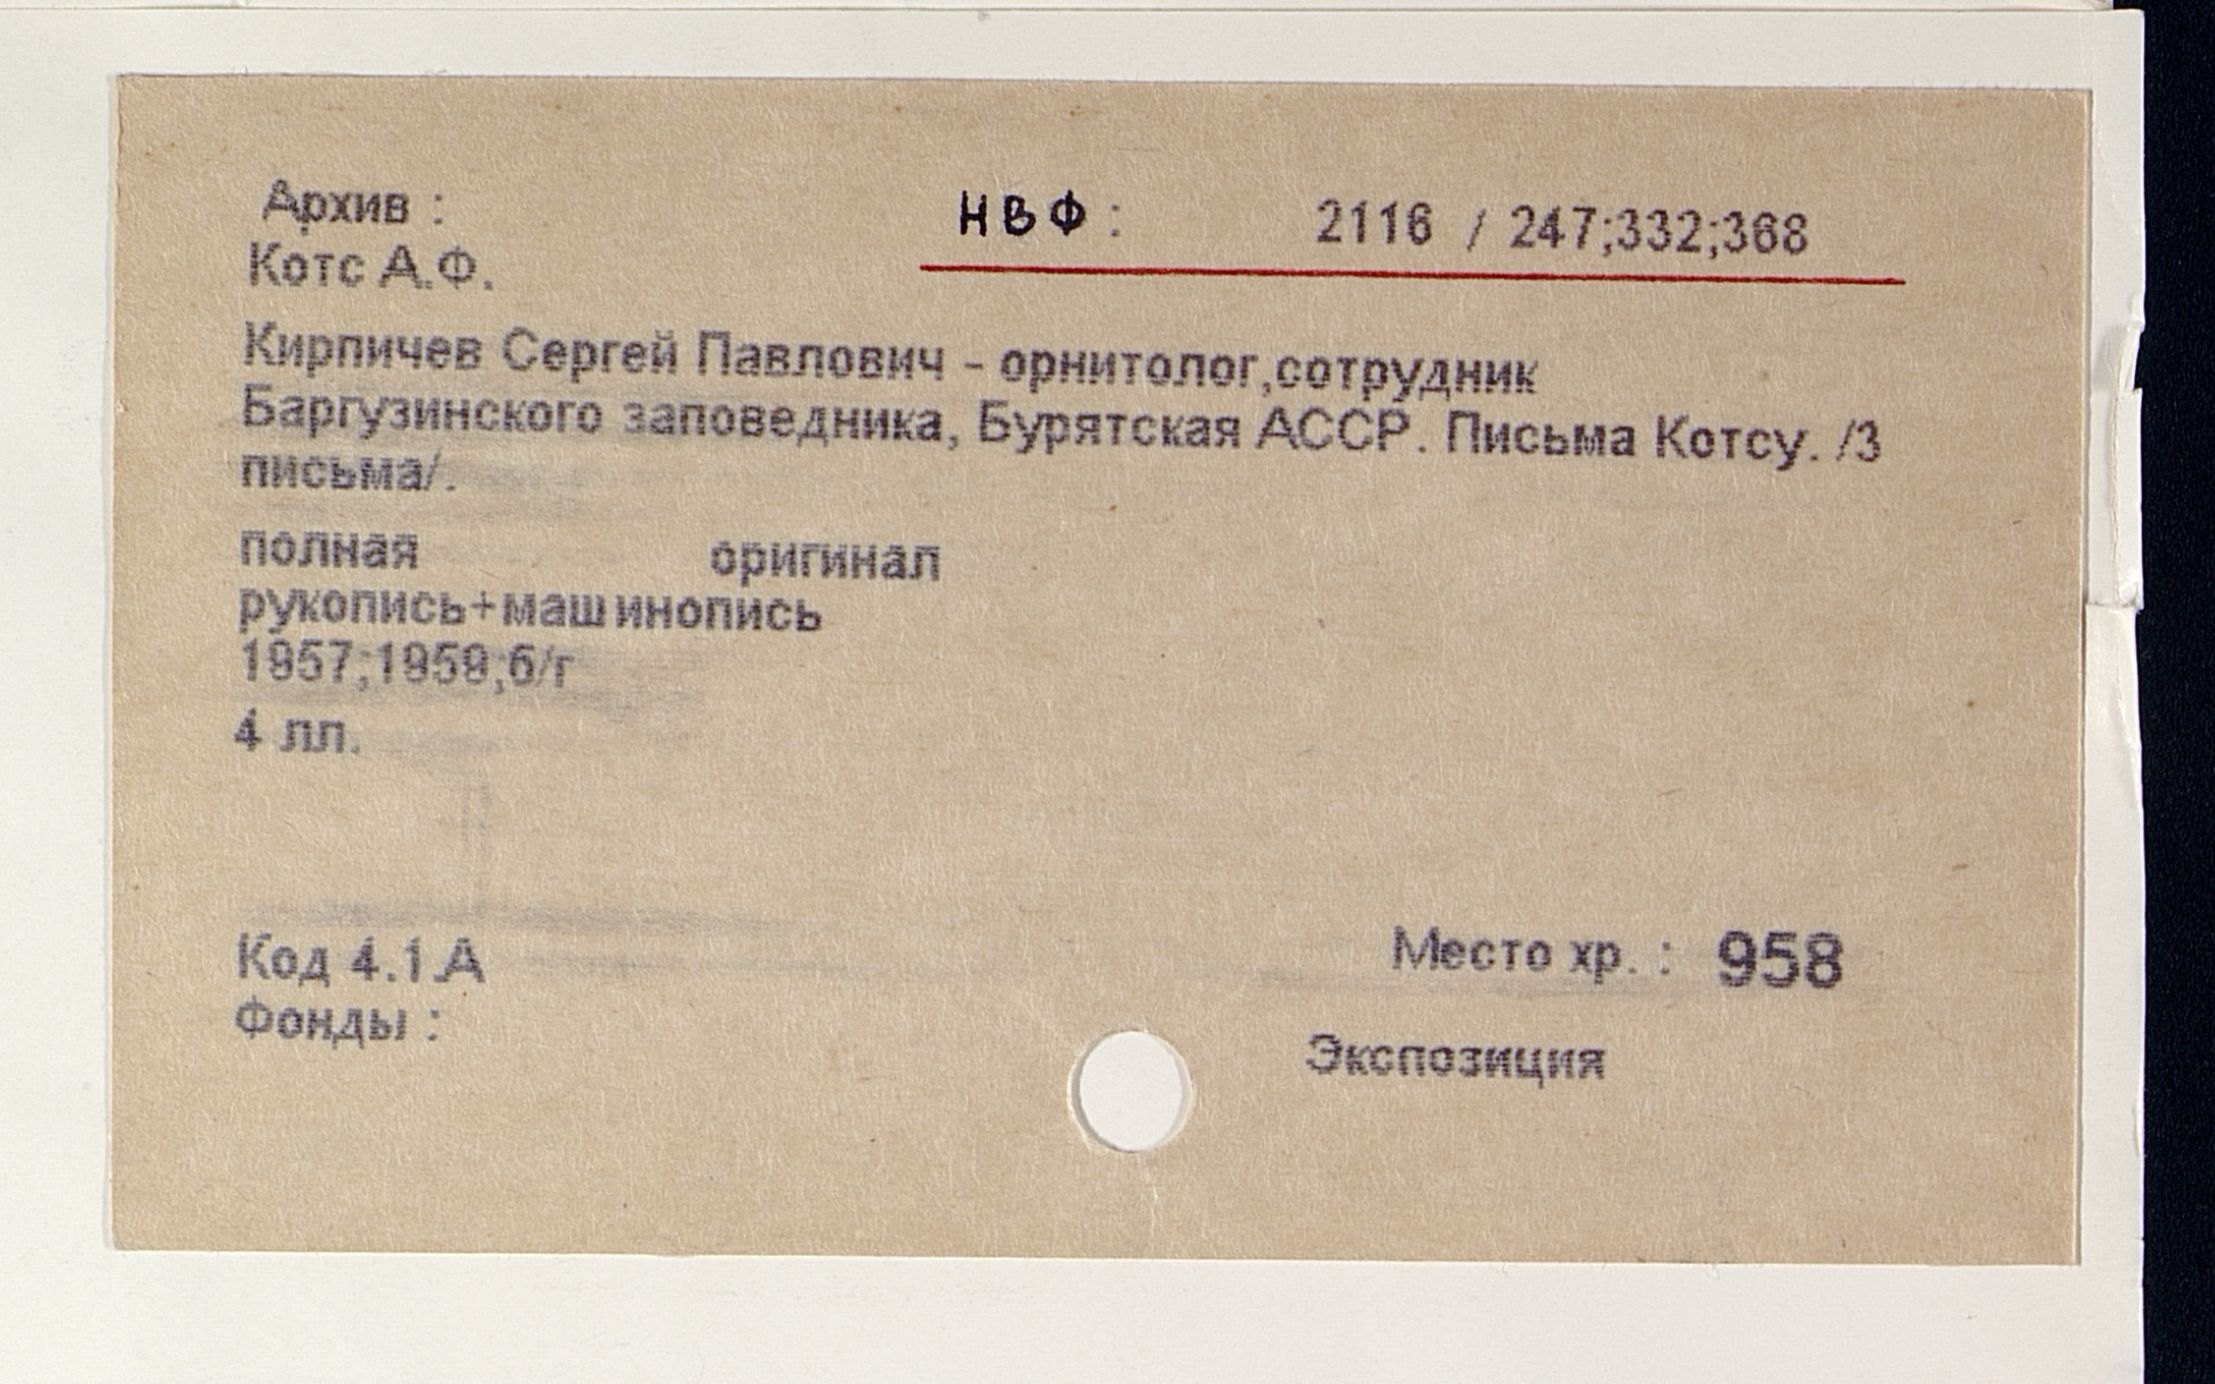 Архив :
НВФ : 2116 / 247;332;368
Котс А.Ф.
Кирпичев Сергей Павлович - орнитолог,сотрудник
Баргузинского заповедника, Бурятская АССР. Письма Котсу. /3
письма/.
полная оригинал
рукопись+машинопись
1957;1959;б/г
4 лл.
Код 4.1.А
Место хр. : 958
Фонды :
Экспозиция